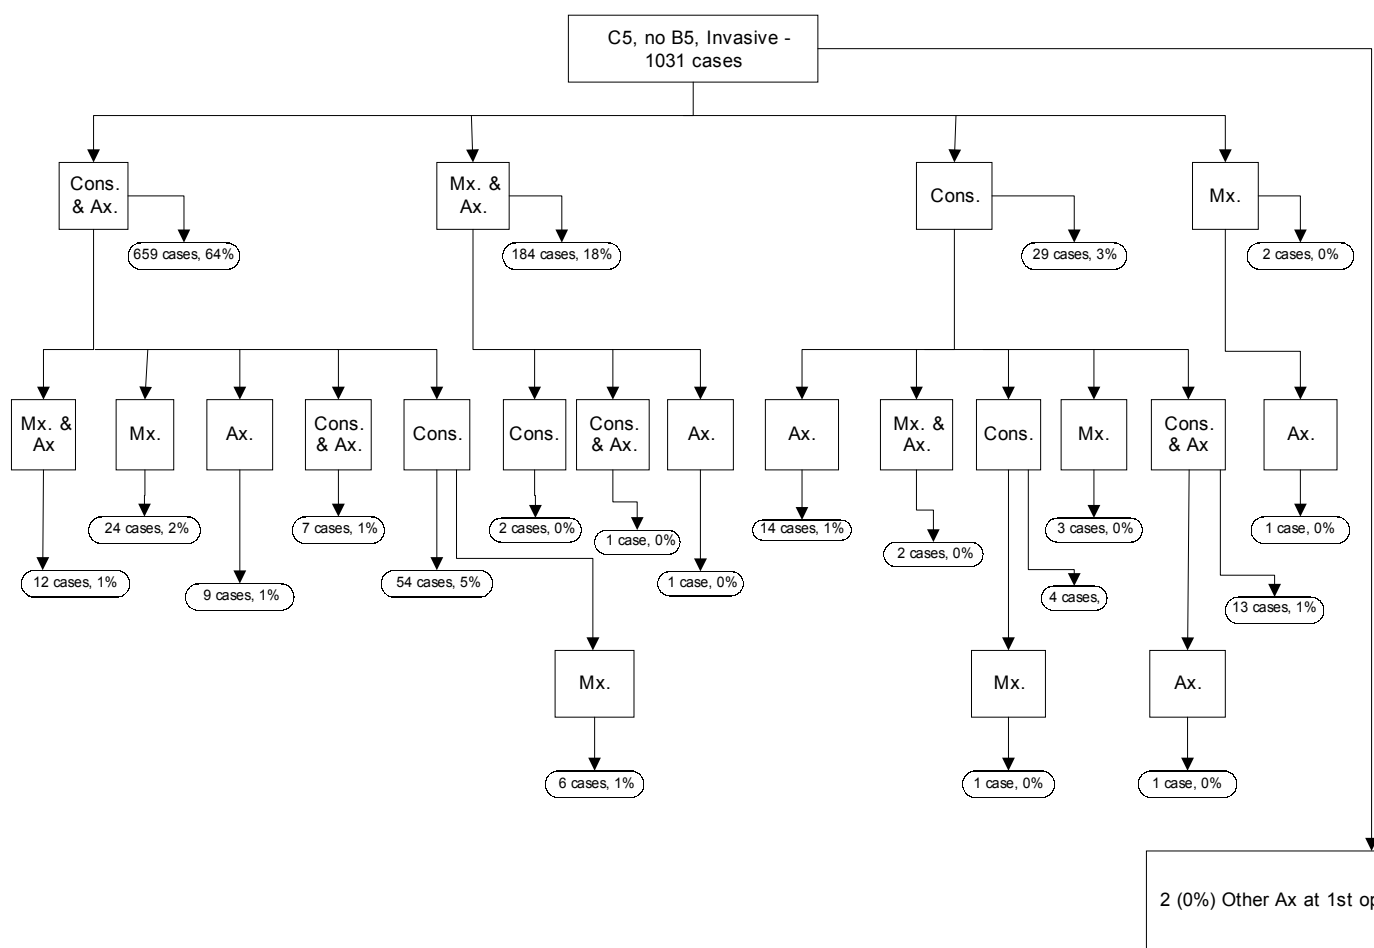 C5, no B5, Invasive -
1031 cases
Cons.
& Ax.
Mx. &
Ax.
Cons.
Mx.
659 cases, 64%
184 cases, 18%
29 cases, 3%
2 cases, 0%
Mx. &
Ax
Mx.
Ax.
Cons.
& Ax.
Cons.
Cons.
Cons.
& Ax.
Ax.
Ax.
Mx. &
Ax.
Cons.
Mx.
Cons.
& Ax
Ax.
24 cases, 2%
7 cases, 1%
2 cases, 0%
1 case, 0%
14 cases, 1%
2 cases, 0%
3 cases, 0%
1 case, 0%
12 cases, 1%
9 cases, 1%
54 cases, 5%
1 case, 0%
4 cases,
13 cases, 1%
Mx.
Mx.
Ax.
6 cases, 1%
1 case, 0%
1 case, 0%
2 (0%) Other Ax at 1st op